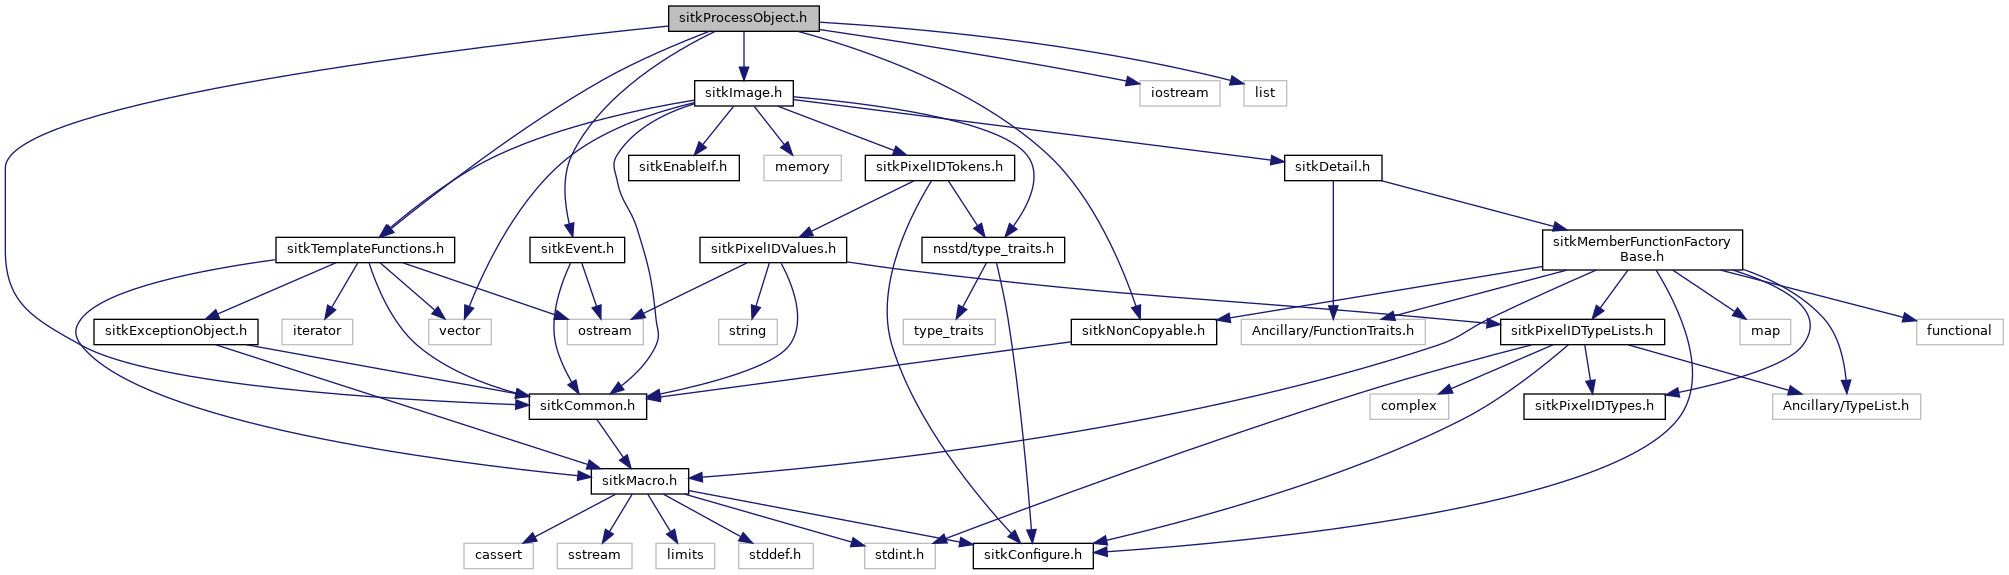 sitkProcessObject.h
sitkImage.h
iostream
list
sitkEnableIf.h
memory
sitkPixelIDTokens.h
sitkDetail.h
sitkTemplateFunctions.h
sitkEvent.h
sitkPixelIDValues.h
nsstd/type_traits.h
sitkMemberFunctionFactory
Base.h
sitkExceptionObject.h
iterator
vector
ostream
string
type_traits
sitkNonCopyable.h
Ancillary/FunctionTraits.h
sitkPixelIDTypeLists.h
map
functional
sitkCommon.h
complex
sitkPixelIDTypes.h
Ancillary/TypeList.h
sitkMacro.h
cassert
sstream
limits
stddef.h
stdint.h
sitkConfigure.h